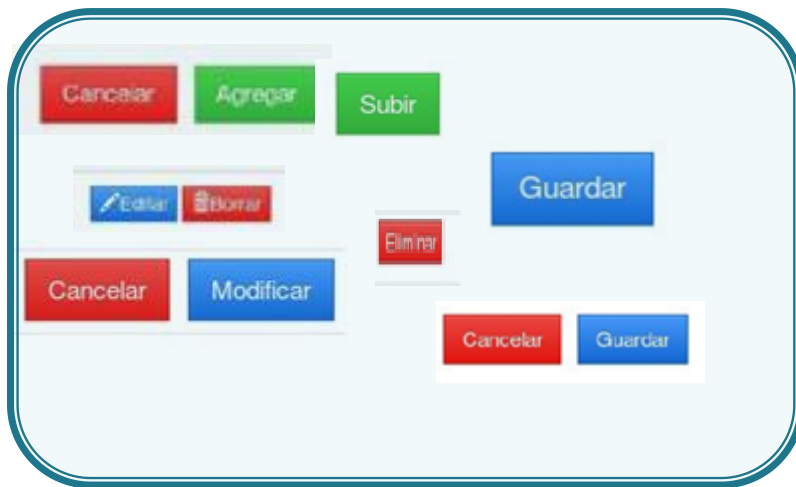 Cancelar Agregar
Subir
Editar Borrar
Guardar
Eliminar
Cancelar Modificar
Cancelar Guardar